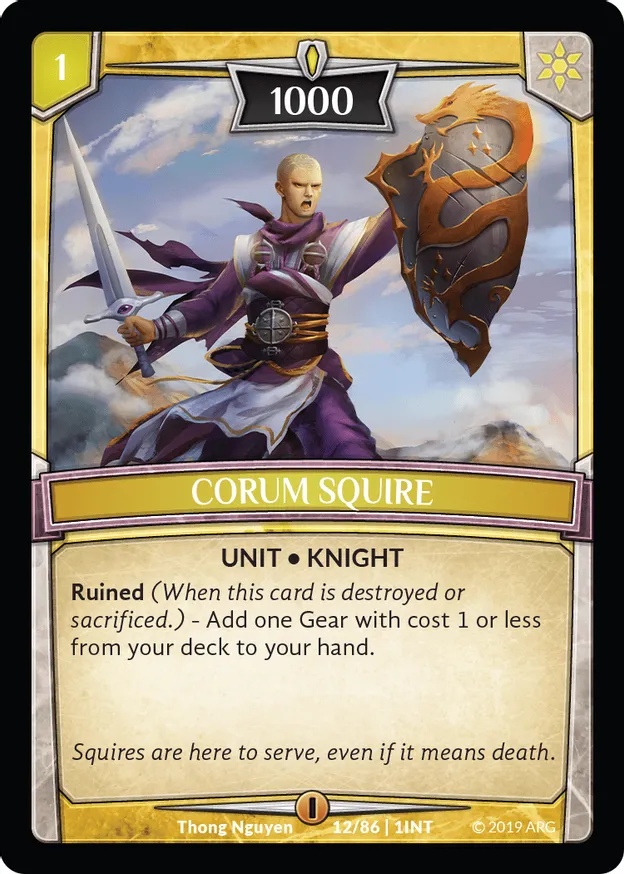 1
1000
CORUM SQUIRE
UNIT • KNIGHT
Ruined (When this card is destroyed or
sacrificed.) - Add one Gear with cost 1 or less
from your deck to your hand.
Squires are here to serve, even if it means death.
I
Thong Nguyen 12/86 | 1INT © 2019 ARG